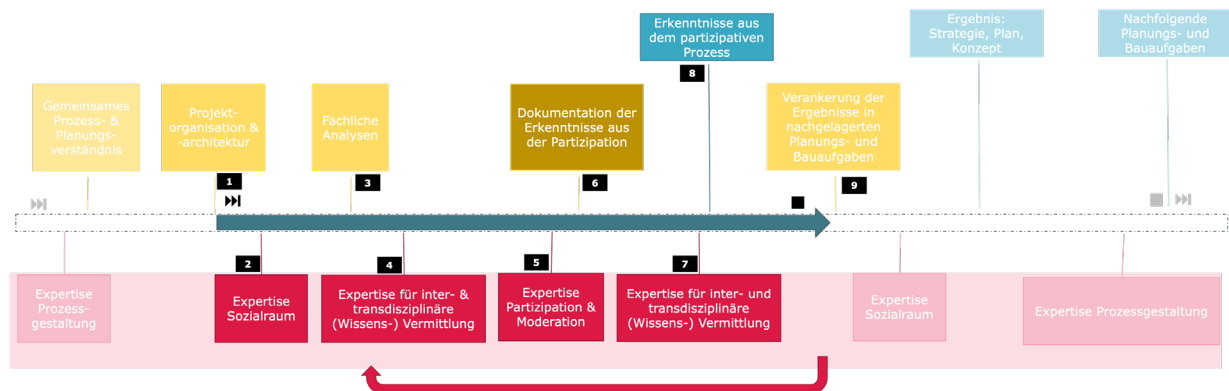 Gemeinsames
Prozess- &
Planungs-
verständnis
Projekt-
organisation &
-architektur
1
Fachliche
Analysen
3
Dokumentation der
Erkenntnisse aus
der Partizipation
6
Erkenntnisse aus
dem partizipativen
Prozess
8
Verankerung der
Ergebnisse in
nachgelagerten
Planungs- und
Bauaufgaben
9
Ergebnis:
Strategie, Plan,
Konzept
Nachfolgende
Planungs- und
Bauaufgaben
Expertise
Prozess-
gestaltung
2
Expertise
Sozialraum
4
Expertise für inter- &
transdisziplinäre
(Wissens-) Vermittlung
5
Expertise
Partizipation &
Moderation
7
Expertise für inter- und
transdisziplinäre
(Wissens-) Vermittlung
Expertise
Sozialraum
Expertise Prozessgestaltung